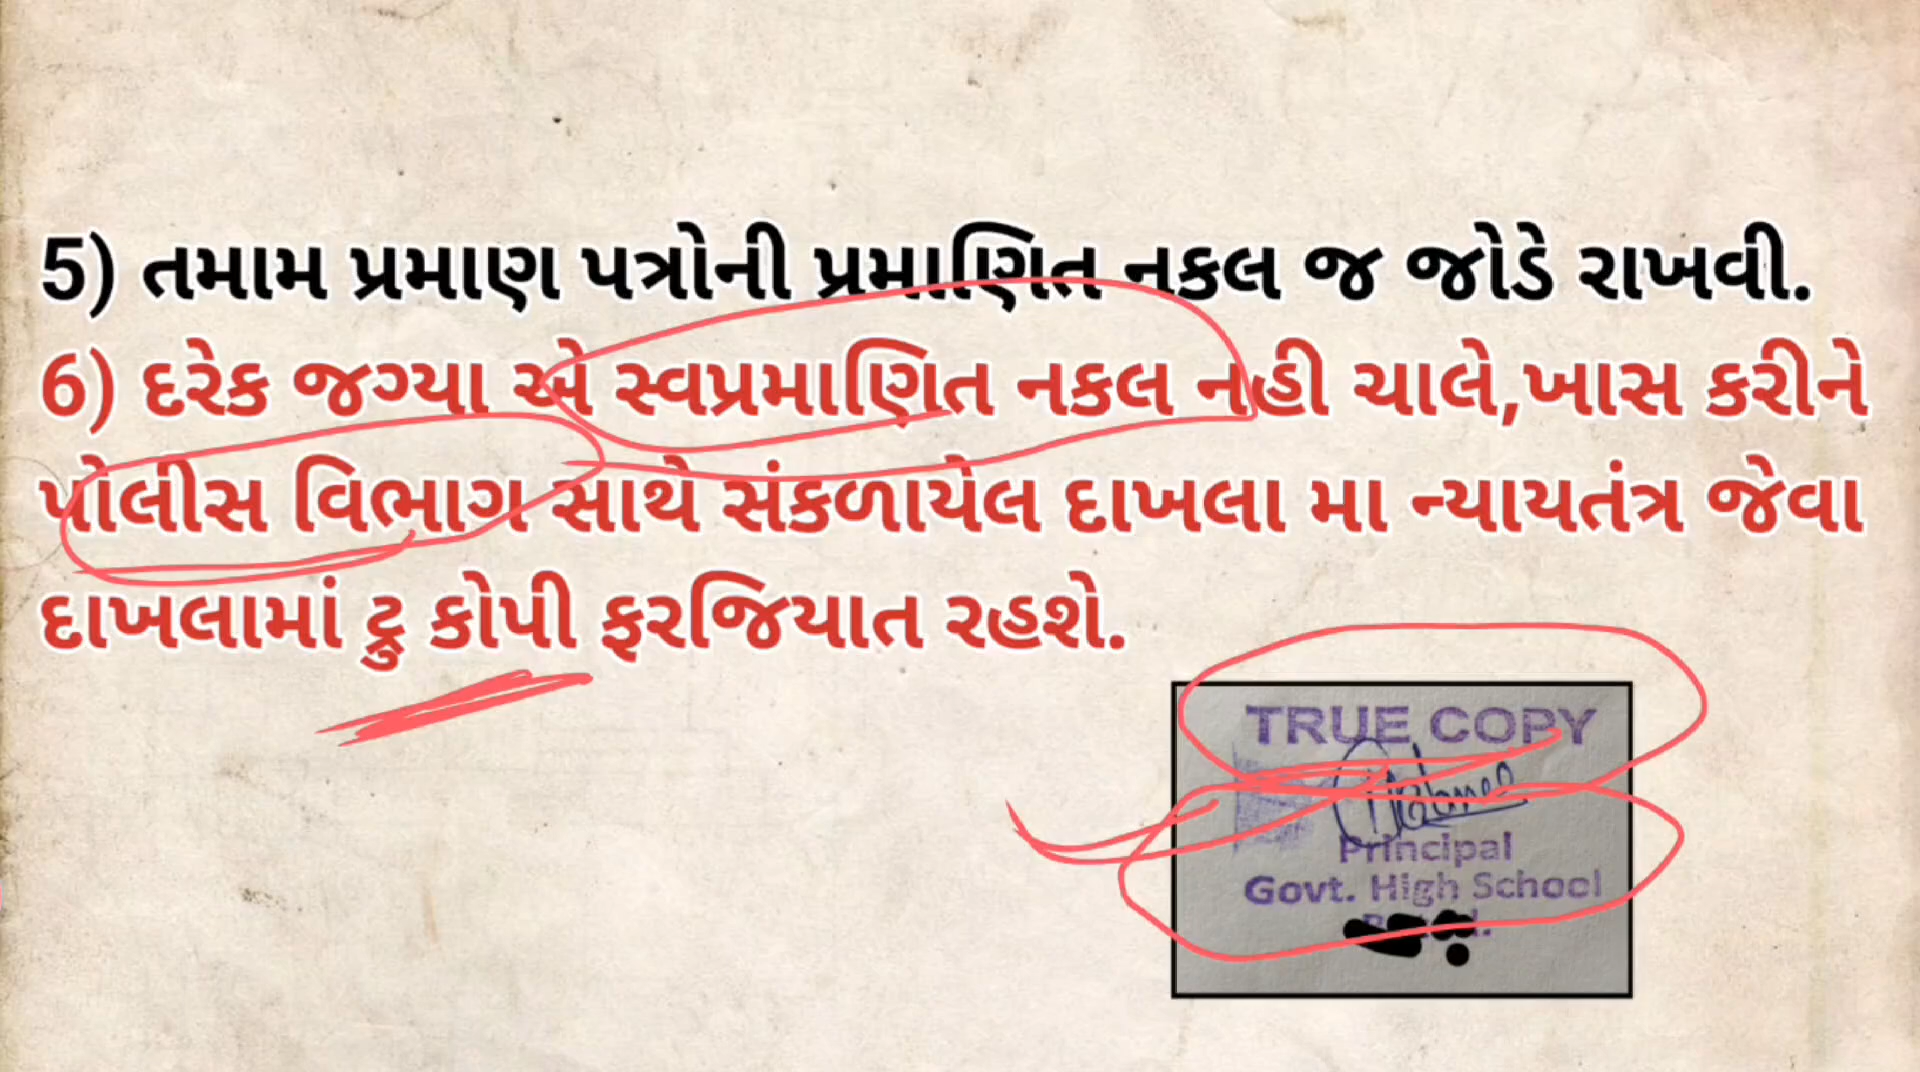 5) તમામ પ્રમાણ પત્રોની પ્રમાણિત નકલ જ જોડે રાખવી.
6) દરેક જગ્યા એ સ્વપ્રમાણિત નકલ નહી ચાલે,ખાસ કરીને
પોલીસ વિભાગ સાથે સંકળાયેલ દાખલા મા ન્યાયતંત્ર જેવા
દાખલામાં ટ્રુ કોપી ફરજિયાત રહશે.
TRUE COPY
Principal
Govt. High School